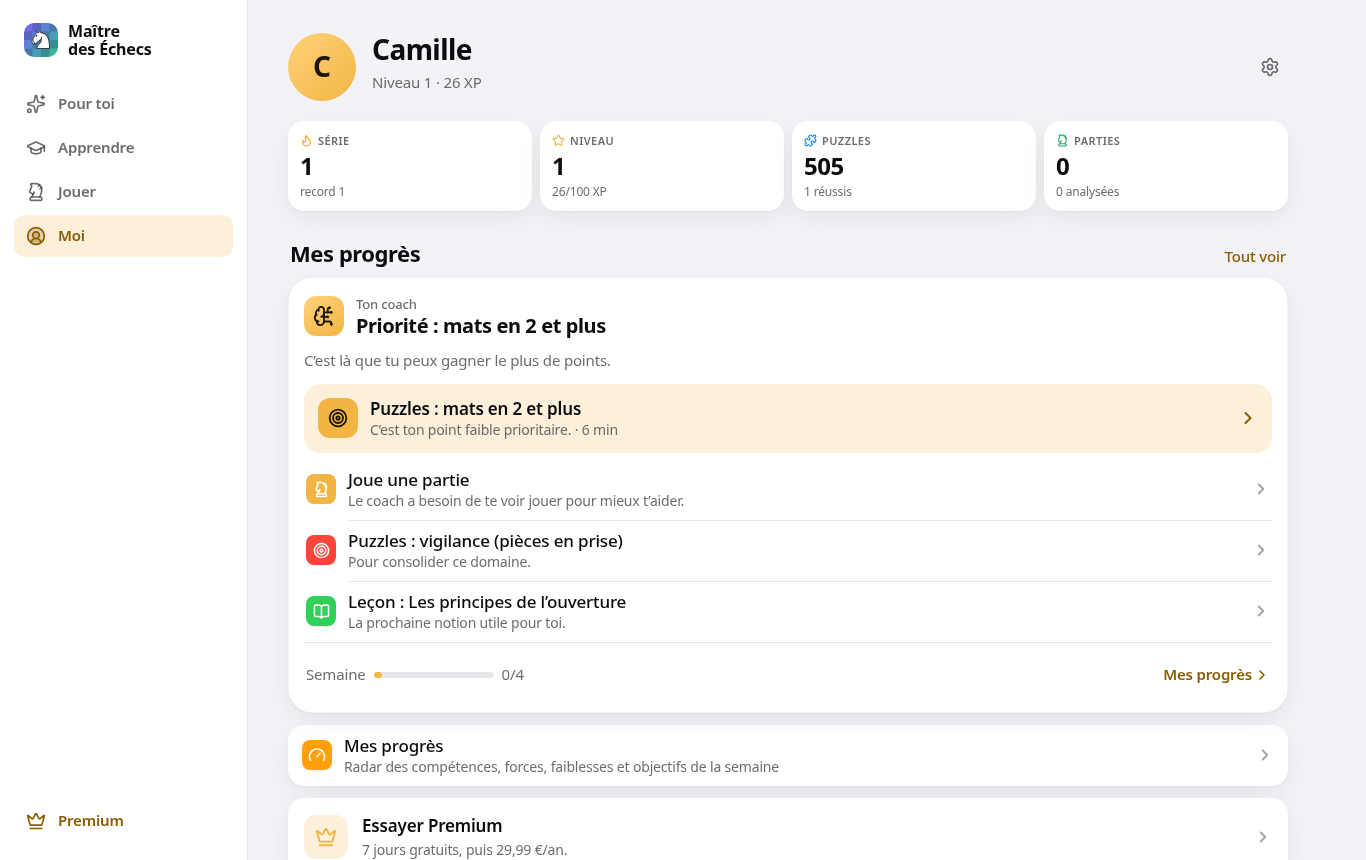 Maître
des Échecs
Pour toi
Apprendre
Jouer
Moi
Premium
C
Camille
Niveau 1 · 26 XP
SÉRIE
1
record 1
NIVEAU
1
26/100 XP
PUZZLES
505
1 réussis
PARTIES
0
0 analysées
Mes progrès
Tout voir
Ton coach
Priorité : mats en 2 et plus
C’est là que tu peux gagner le plus de points.
Puzzles : mats en 2 et plus
C’est ton point faible prioritaire. · 6 min
Joue une partie
Le coach a besoin de te voir jouer pour mieux t’aider.
Puzzles : vigilance (pièces en prise)
Pour consolider ce domaine.
Leçon : Les principes de l’ouverture
La prochaine notion utile pour toi.
Semaine 0/4
Mes progrès
Mes progrès
Radar des compétences, forces, faiblesses et objectifs de la semaine
Essayer Premium
7 jours gratuits, puis 29,99 €/an.